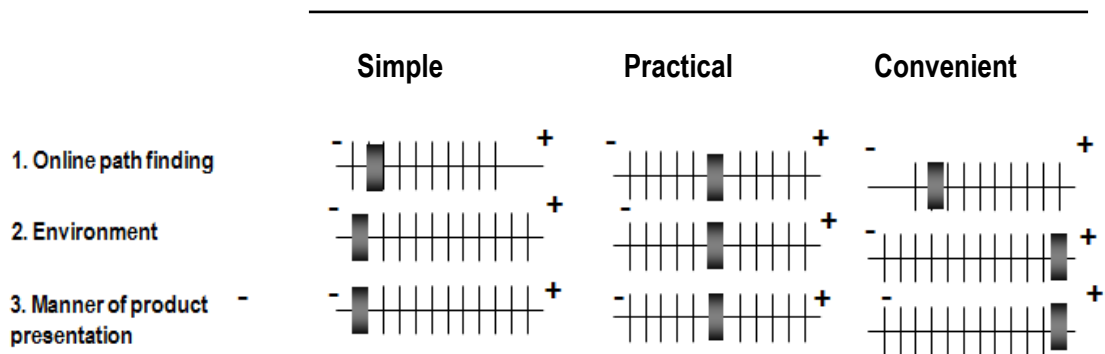 Simple Practical Convenient
1. Online path finding - + - + - +
2. Environment - + - + - +
3. Manner of product - - + - + - +
presentation